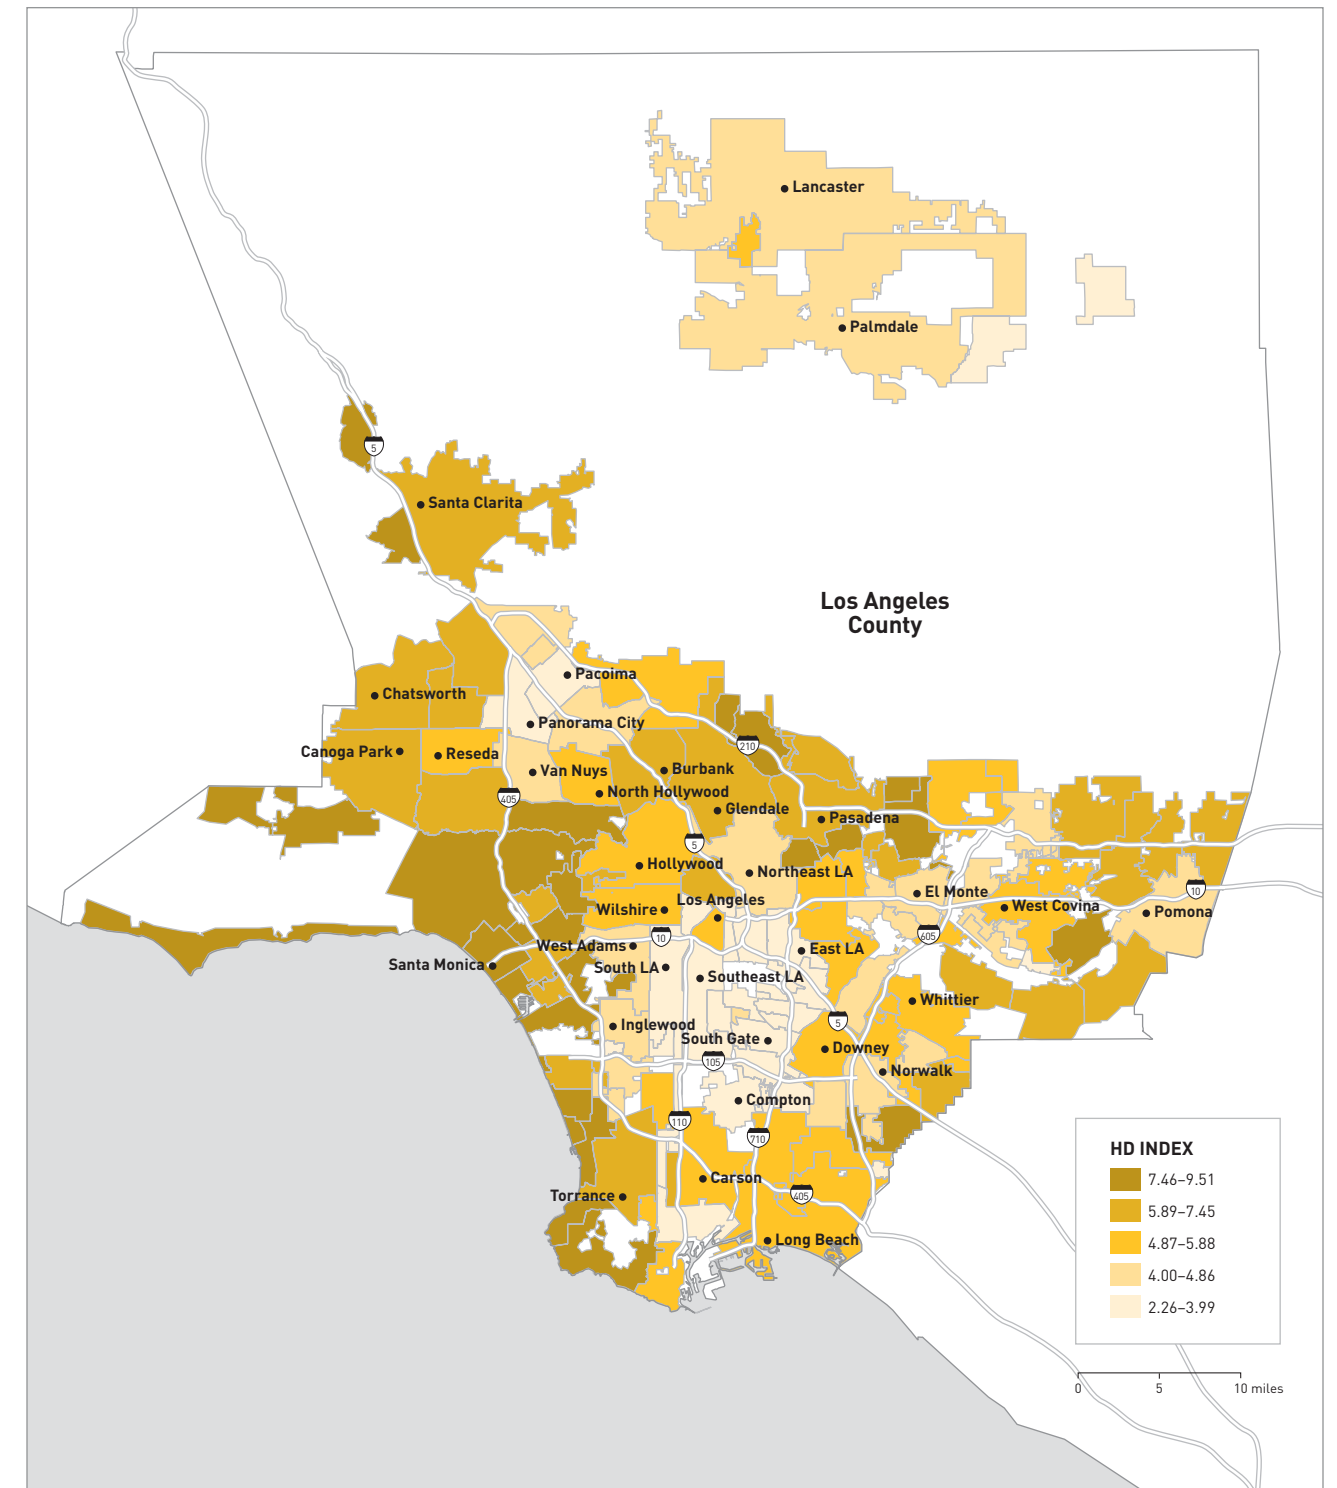 Lancaster
Palmdale
5
Santa Clarita
Los Angeles
County
Pacoima
Chatsworth
Panorama City
210
Canoga Park
Reseda
Van Nuys
Burbank
North Hollywood
405
Glendale
Pasadena
5
Hollywood
Northeast LA
El Monte
10
Los Angeles
Wilshire
West Covina
Pomona
10
605
West Adams
East LA
Santa Monica
South LA
Southeast LA
Whittier
Inglewood
5
South Gate
Downey
105
Norwalk
Compton
110
710
Carson
405
Torrance
Long Beach
HD INDEX
7.46–9.51
5.89–7.45
4.87–5.88
4.00–4.86
2.26–3.99
0 5 10 miles